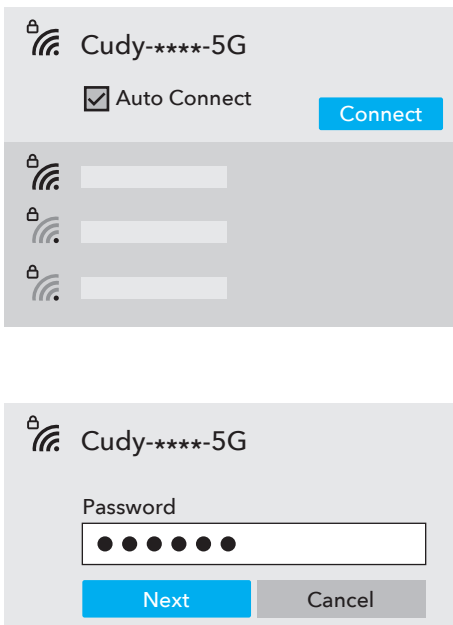 Cudy-****-5G
Auto Connect
Connect
Cudy-****-5G
Password
●●●●●●
Next Cancel